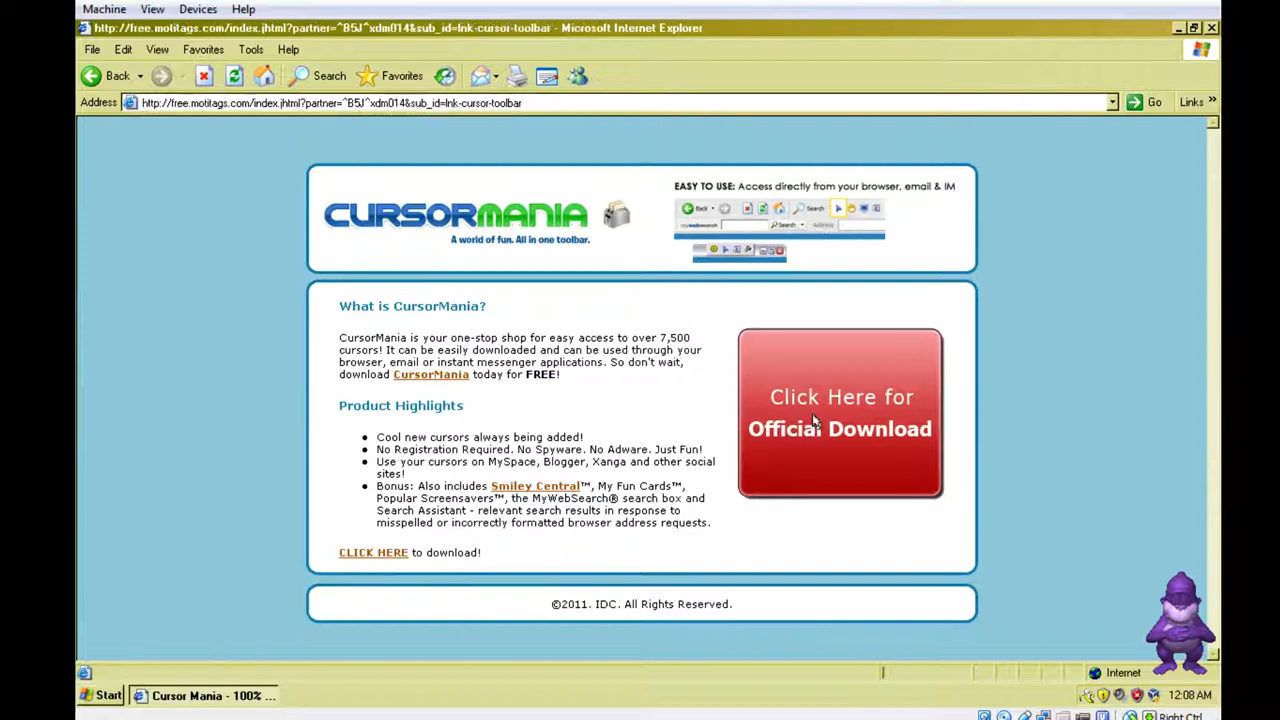 Machine View Devices Help
http://free.motitags.com/index.jhtml?partner=^B5J^xdm014&sub_id=lnk-cursor-toolbar - Microsoft Internet Explorer
File Edit View Favorites Tools Help
Back Search Favorites
Address http://free.motitags.com/index.jhtml?partner=^B5J^xdm014&sub_id=lnk-cursor-toolbar Go Links »
EASY TO USE: Access directly from your browser, email & IM
Back Search
CURSORMANIA
Search Address
A world of fun. All in one toolbar.
What is CursorMania?
CursorMania is your one-stop shop for easy access to over 7,500
cursors! It can be easily downloaded and can be used through your
browser, email or instant messenger applications. So don't wait,
download CursorMania today for FREE!
Product Highlights
• Cool new cursors always being added!
• No Registration Required. No Spyware. No Adware. Just Fun!
• Use your cursors on MySpace, Blogger, Xanga and other social
sites!
• Bonus: Also includes Smiley Central™, My Fun Cards™,
Popular Screensavers™, the MyWebSearch® search box and
Search Assistant - relevant search results in response to
misspelled or incorrectly formatted browser address requests.
CLICK HERE to download!
Click Here for
Official Download
©2011. IDC. All Rights Reserved.
Internet
Start Cursor Mania - 100% ... 12:08 AM
Right Ctrl